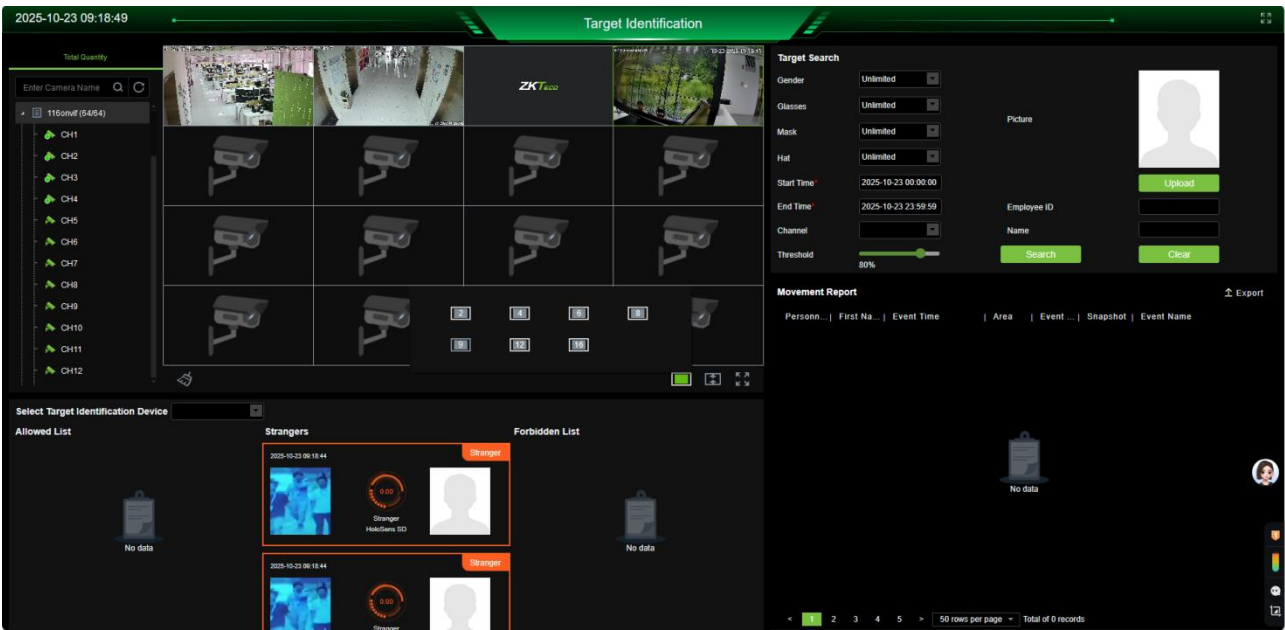 2025-10-23 09:18:49
Target Identification
Total Quantity
Enter Camera Name
116onvif (64/64)
CH1
CH2
CH3
CH4
CH5
CH6
CH7
CH8
CH9
CH10
CH11
CH12
ZKTeco
2
4
6
8
9
12
16
Target Search
Gender
Unlimited
Glasses
Unlimited
Mask
Unlimited
Hat
Unlimited
Picture
Upload
Start Time*
2025-10-23 00:00:00
End Time*
2025-10-23 23:59:59
Employee ID
Channel
Name
Threshold
80%
Search
Clear
Movement Report
Export
Personn... | First Na... | Event Time | Area | Event ... | Snapshot | Event Name
No data
< 1 2 3 4 5 > 50 rows per page Total of 0 records
Select Target Identification Device
Allowed List
No data
Strangers
2025-10-23 09:18:44
Stranger
0.00
Stranger
HoloSens SD
2025-10-23 09:18:44
Stranger
0.00
Stranger
Forbidden List
No data